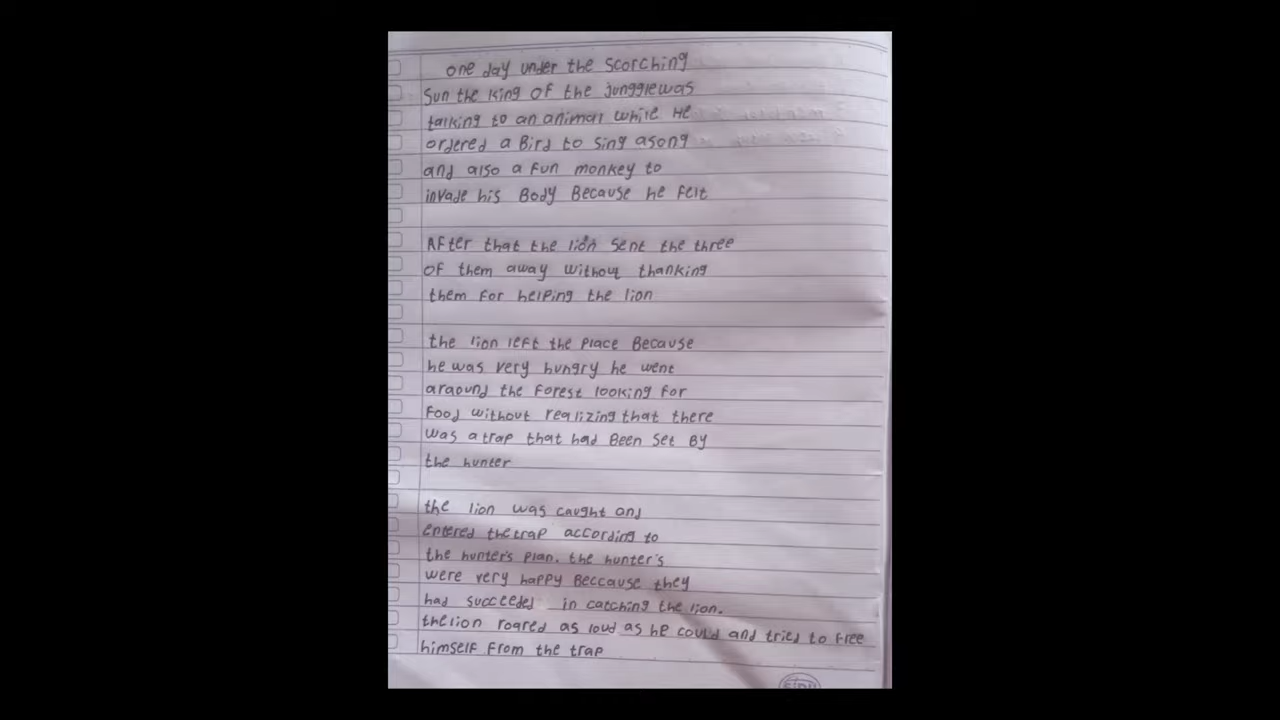 one day under the scorching
Sun the king of the jungglewas
talking to an animal while He
ordered a Bird to sing asong
and also a fun monkey to
invade his Body Because he felt
After that the lion sent the three
of them away without thanking
them for helping the lion
the lion left the place Because
he was very hungry he went
araound the forest looking for
food without realizing that there
was a trap that had Been set By
the hunter
the lion was caught and
entered thetrap according to
the hunter's plan. the hunter's
were very happy Beccause they
had succeeded in catching the lion.
thelion roared as loud as he could and tried to free
himself from the trap